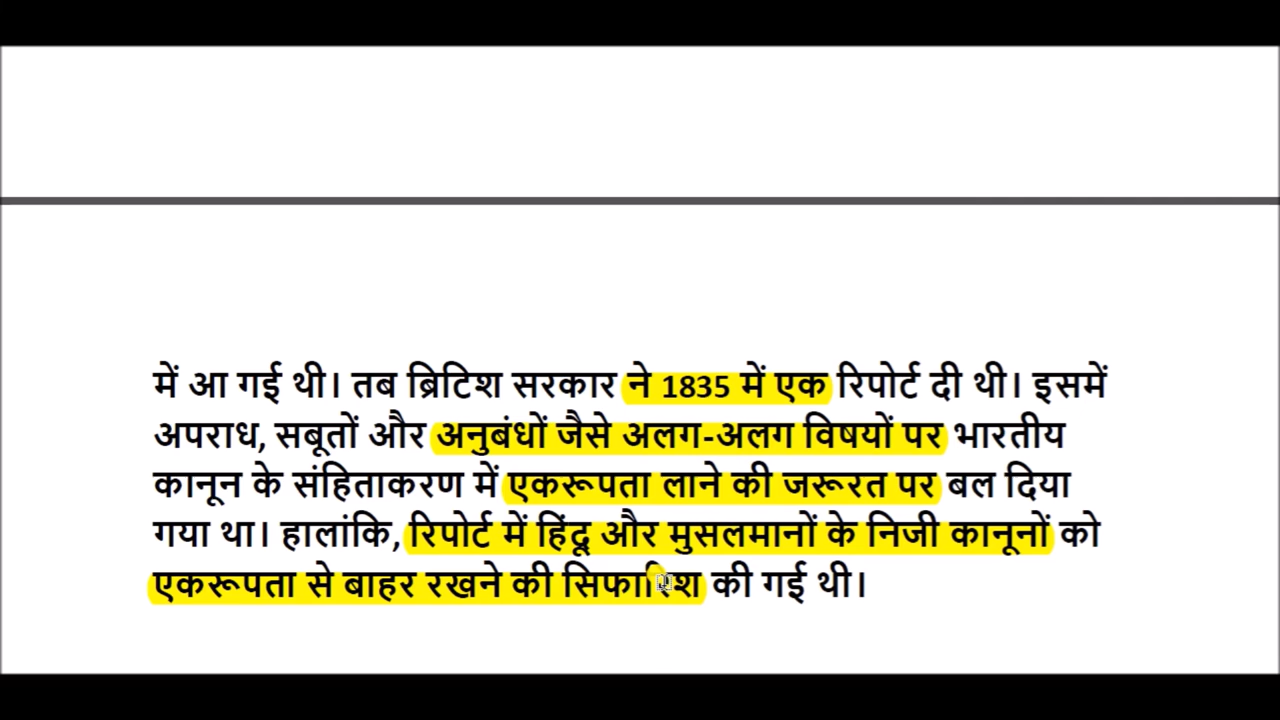 में आ गई थी। तब ब्रिटिश सरकार ने 1835 में एक रिपोर्ट दी थी। इसमें
अपराध, सबूतों और अनुबंधों जैसे अलग-अलग विषयों पर भारतीय
कानून के संहिताकरण में एकरूपता लाने की जरूरत पर बल दिया
गया था। हालांकि, रिपोर्ट में हिंदू और मुसलमानों के निजी कानूनों को
एकरूपता से बाहर रखने की सिफारिश की गई थी।